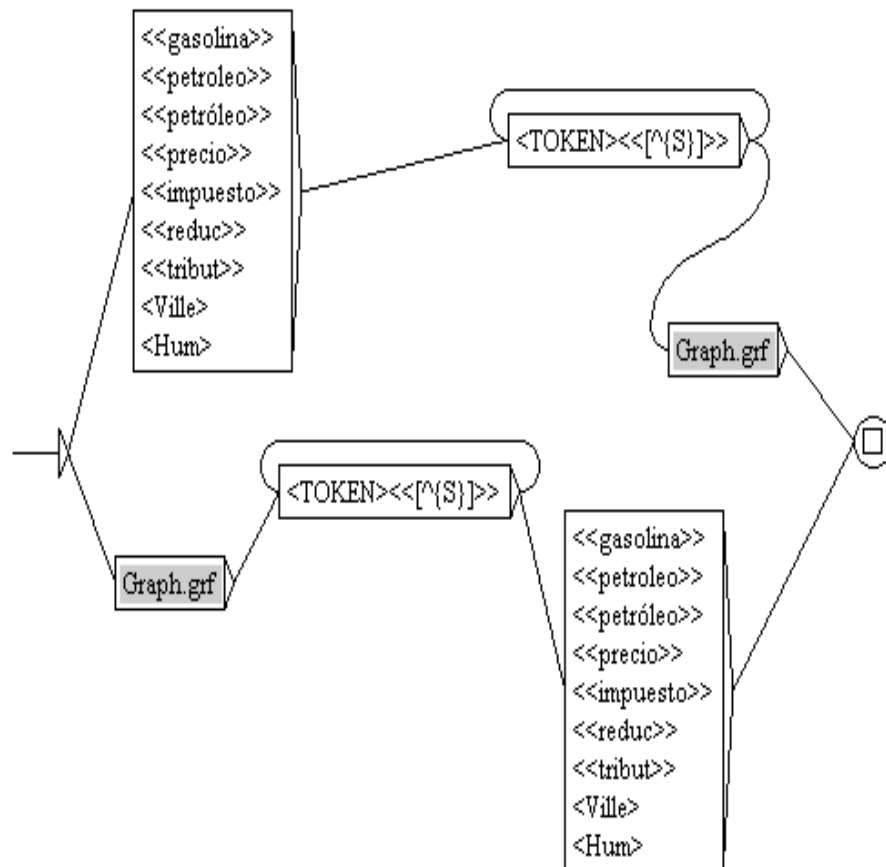 <<gasolina>>
<<petroleo>>
<<petróleo>>
<<precio>>
<<impuesto>>
<<reduc>>
<<tribut>>
<Ville>
<Hum>
<TOKEN><<[^{S}]>>
Graph.grf
Graph.grf
<TOKEN><<[^{S}]>>
<<gasolina>>
<<petroleo>>
<<petróleo>>
<<precio>>
<<impuesto>>
<<reduc>>
<<tribut>>
<Ville>
<Hum>